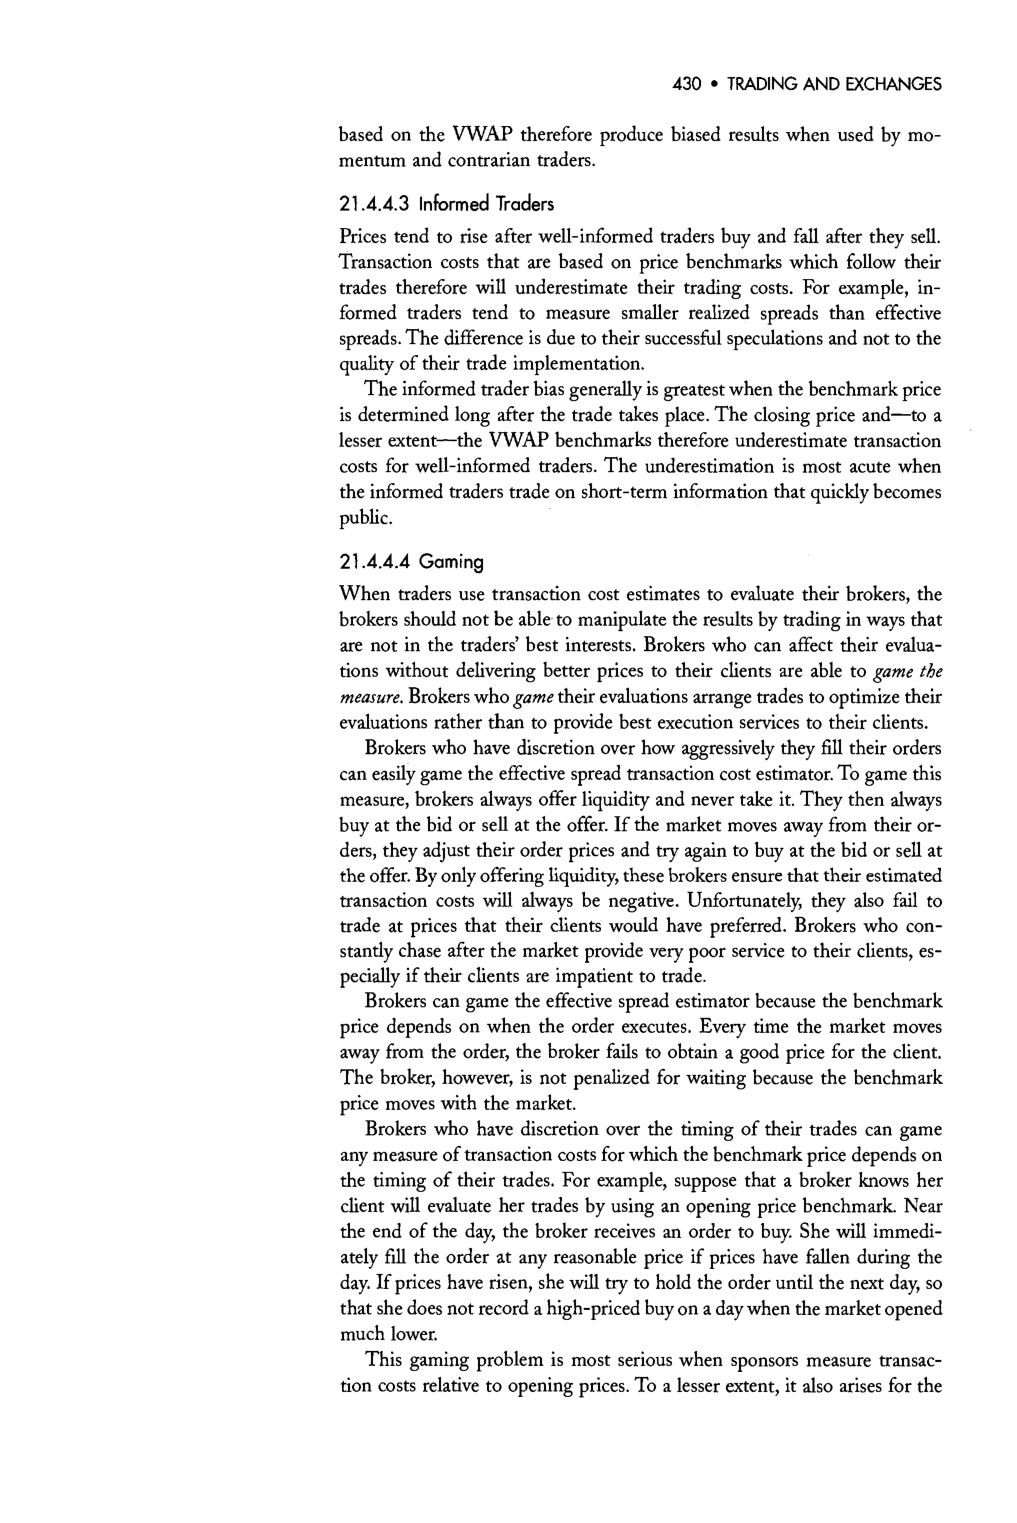 430 • TRADING AND EXCHANGES
based on the VWAP therefore produce biased results when used by mo-
mentum and contrarian traders.
21.4.4.3 Informed Traders
Prices tend to rise after well-informed traders buy and fall after they sell.
Transaction costs that are based on price benchmarks which follow their
trades therefore will underestimate their trading costs. For example, in-
formed traders tend to measure smaller realized spreads than effective
spreads. The difference is due to their successful speculations and not to the
quality of their trade implementation.
The informed trader bias generally is greatest when the benchmark price
is determined long after the trade takes place. The closing price and—to a
lesser extent—the VWAP benchmarks therefore underestimate transaction
costs for well-informed traders. The underestimation is most acute when
the informed traders trade on short-term information that quickly becomes
public.
21.4.4.4 Gaming
When traders use transaction cost estimates to evaluate their brokers, the
brokers should not be able to manipulate the results by trading in ways that
are not in the traders' best interests. Brokers who can affect their evalua-
tions without delivering better prices to their clients are able to game the
measure. Brokers who game their evaluations arrange trades to optimize their
evaluations rather than to provide best execution services to their clients.
Brokers who have discretion over how aggressively they fill their orders
can easily game the effective spread transaction cost estimator. To game this
measure, brokers always offer liquidity and never take it. They then always
buy at the bid or sell at the offer. If the market moves away from their or-
ders, they adjust their order prices and try again to buy at the bid or sell at
the offer. By only offering liquidity, these brokers ensure that their estimated
transaction costs will always be negative. Unfortunately, they also fail to
trade at prices that their clients would have preferred. Brokers who con-
stantly chase after the market provide very poor service to their clients, es-
pecially if their clients are impatient to trade.
Brokers can game the effective spread estimator because the benchmark
price depends on when the order executes. Every time the market moves
away from the order, the broker fails to obtain a good price for the client.
The broker, however, is not penalized for waiting because the benchmark
price moves with the market.
Brokers who have discretion over the timing of their trades can game
any measure of transaction costs for which the benchmark price depends on
the timing of their trades. For example, suppose that a broker knows her
client will evaluate her trades by using an opening price benchmark. Near
the end of the day, the broker receives an order to buy. She will immedi-
ately fill the order at any reasonable price if prices have fallen during the
day. If prices have risen, she will try to hold the order until the next day, so
that she does not record a high-priced buy on a day when the market opened
much lower.
This gaming problem is most serious when sponsors measure transac-
tion costs relative to opening prices. To a lesser extent, it also arises for the